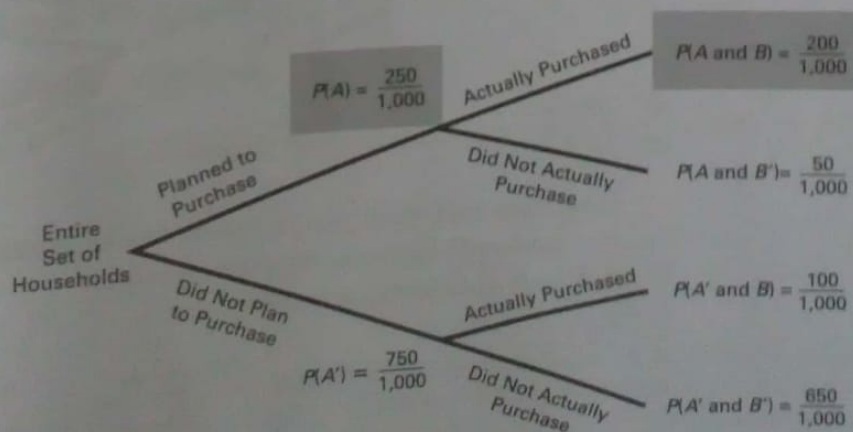 Entire
Set of
Households
Planned to
Purchase
P(A) = 250/1,000
Actually Purchased
P(A and B) = 200/1,000
Did Not Actually
Purchase
P(A and B') = 50/1,000
Did Not Plan
to Purchase
P(A') = 750/1,000
Actually Purchased
P(A' and B) = 100/1,000
Did Not Actually
Purchase
P(A' and B') = 650/1,000